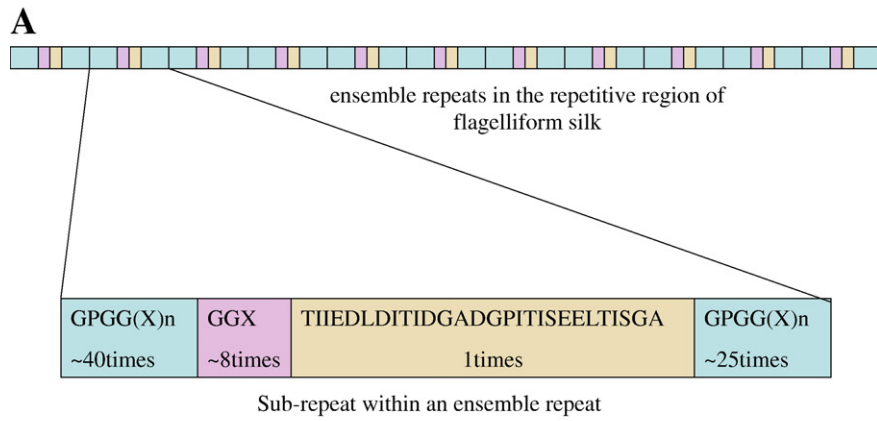 A
ensemble repeats in the repetitive region of
flagelliform silk
GPGG(X)n GGX TIIEDLDITIDGADGPITISEELTISGA GPGG(X)n
~40times ~8times 1times ~25times
Sub-repeat within an ensemble repeat